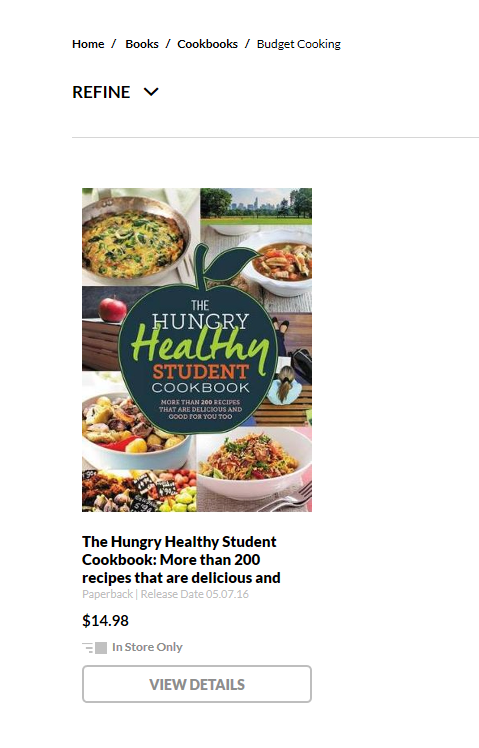 Home / Books / Cookbooks / Budget Cooking
REFINE
THE
HUNGRY
Healthy
STUDENT
COOKBOOK
MORE THAN 200 RECIPES
THAT ARE DELICIOUS AND
GOOD FOR YOU TOO
The Hungry Healthy Student
Cookbook: More than 200
recipes that are delicious and
Paperback | Release Date 05.07.16
$14.98
In Store Only
VIEW DETAILS